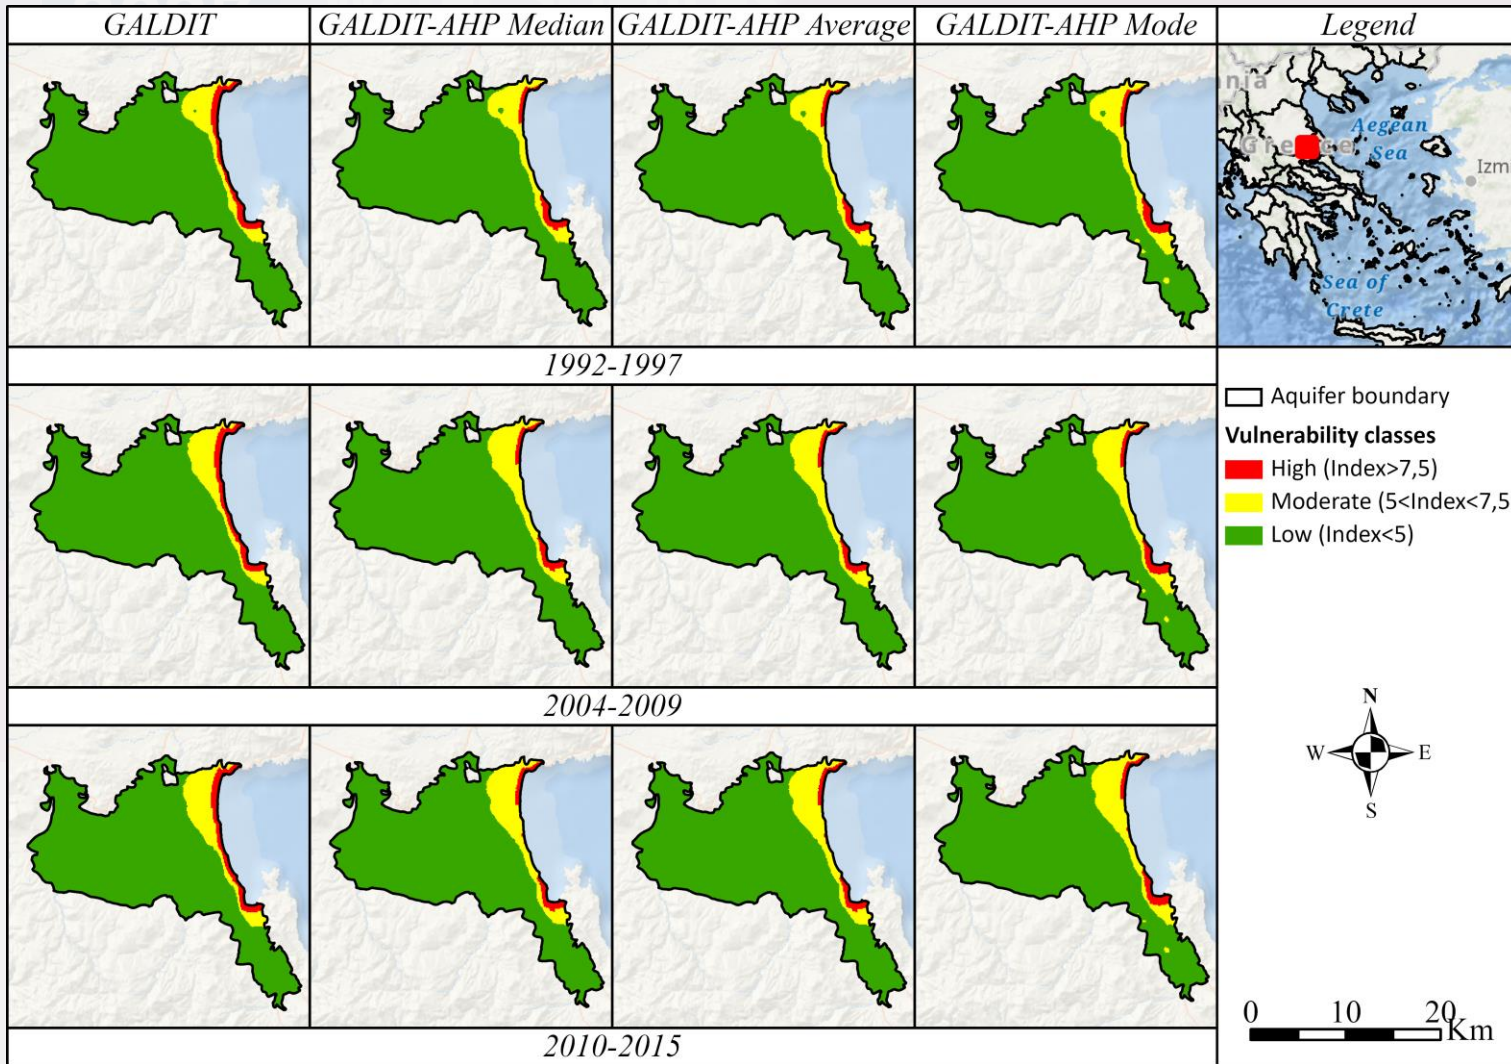 GALDIT
GALDIT-AHP Median
GALDIT-AHP Average
GALDIT-AHP Mode
Legend
nia
Greece
Aegean
Sea
Izm
Sea of
Crete
1992-1997
Aquifer boundary
Vulnerability classes
High (Index>7,5)
Moderate (5<Index<7,5
Low (Index<5)
2004-2009
N
W
E
S
0 10 20
Km
2010-2015